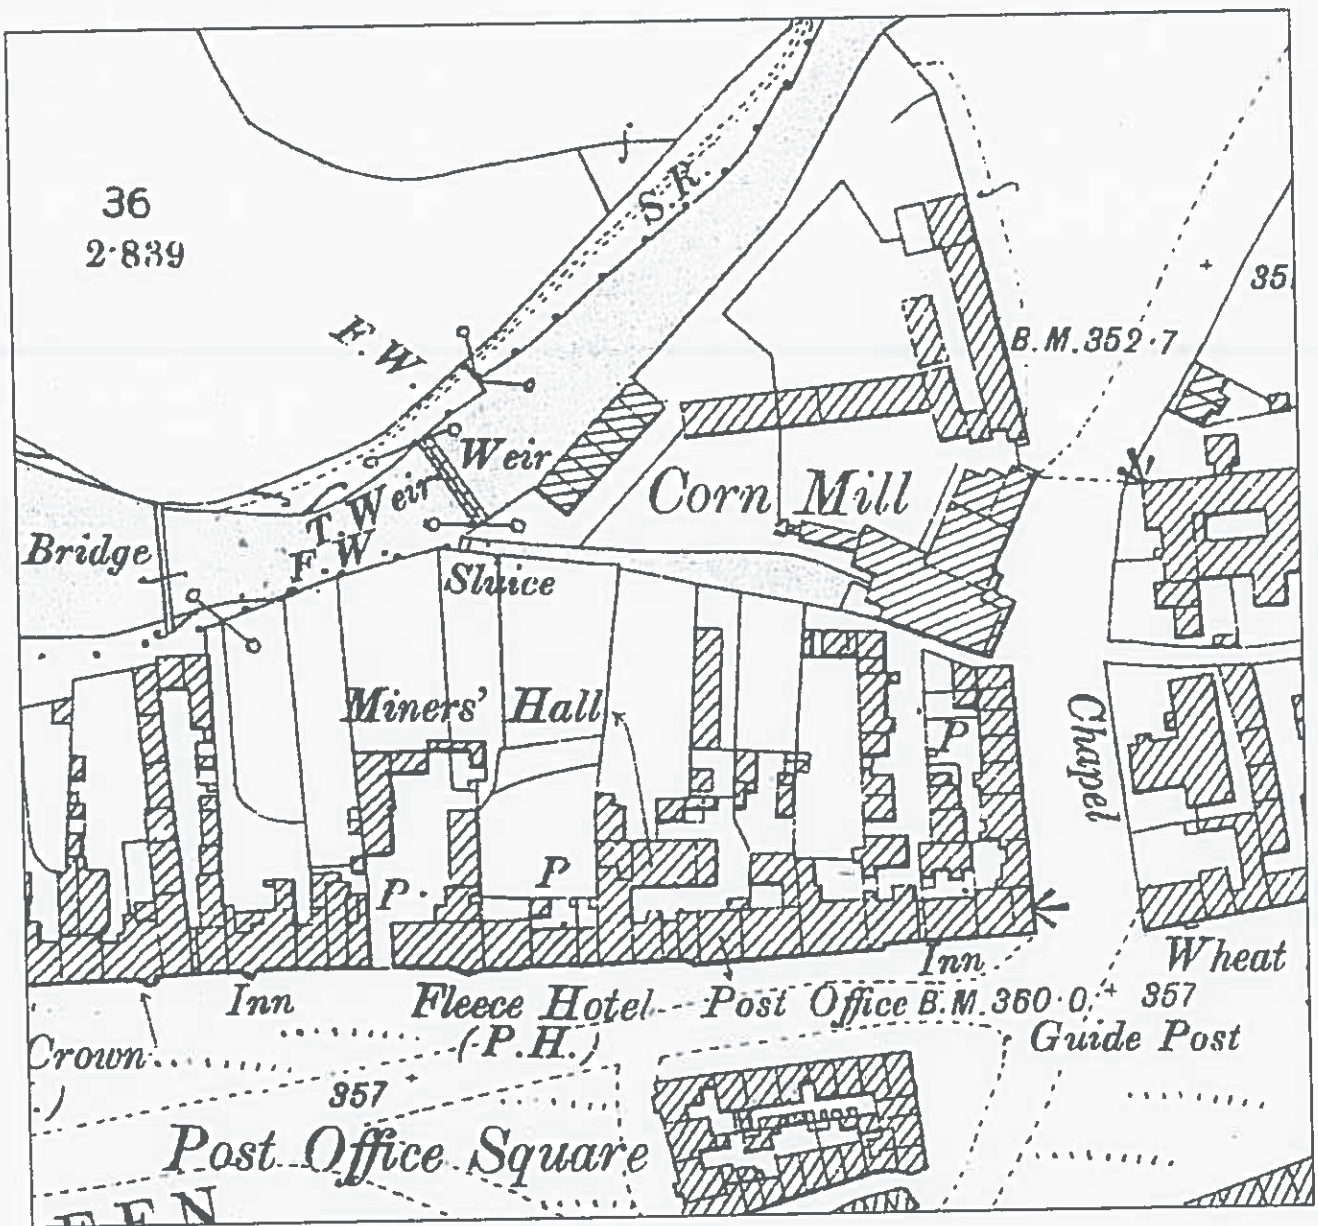 36
2·839
j
S.R.
F.W.
35
B.M.352·7
Weir
T.Weir
Corn Mill
Bridge
F.W.
Sluice
Miners' Hall
P
Chapel
P
P.
Inn
Wheat
Inn
Fleece Hotel
Post Office
B.M.360·0
357
(P.H.)
Guide Post
Crown
.)
357
Post Office Square
EEN